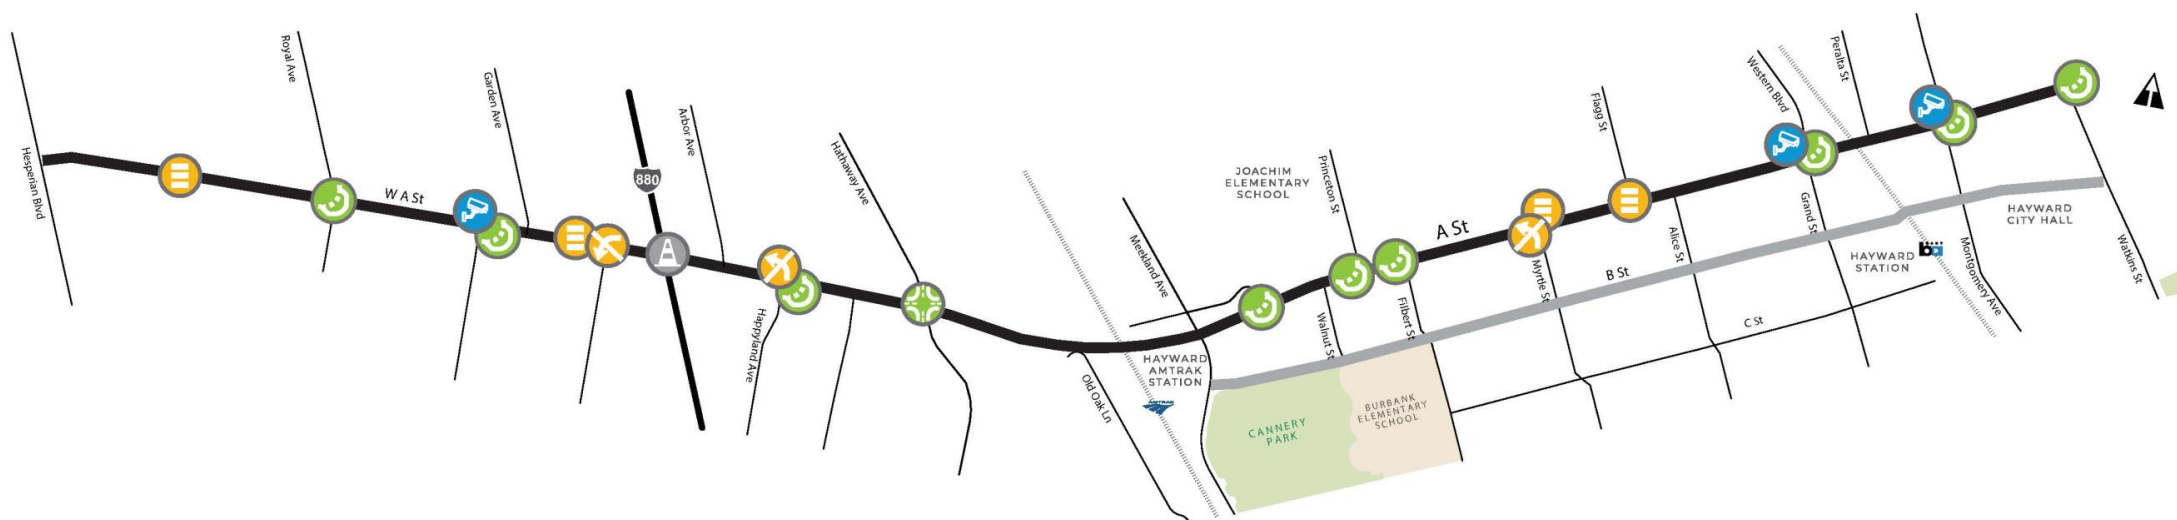 Hesperian Blvd
Royal Ave
W A St
Garden Ave
880
Arbor Ave
Happyland Ave
Hathaway Ave
Old Oak Ln
Meekland Ave
HAYWARD
AMTRAK
STATION
AMTRAK
JOACHIM
ELEMENTARY
SCHOOL
Princeton St
Walnut St
Filbert St
CANNERY
PARK
BURBANK
ELEMENTARY
SCHOOL
A St
Myrtle St
B St
Flagg St
Alice St
C St
Western Blvd
Grand St
Peralta St
HAYWARD
STATION
ba
Montgomery Ave
HAYWARD
CITY HALL
Watkins St